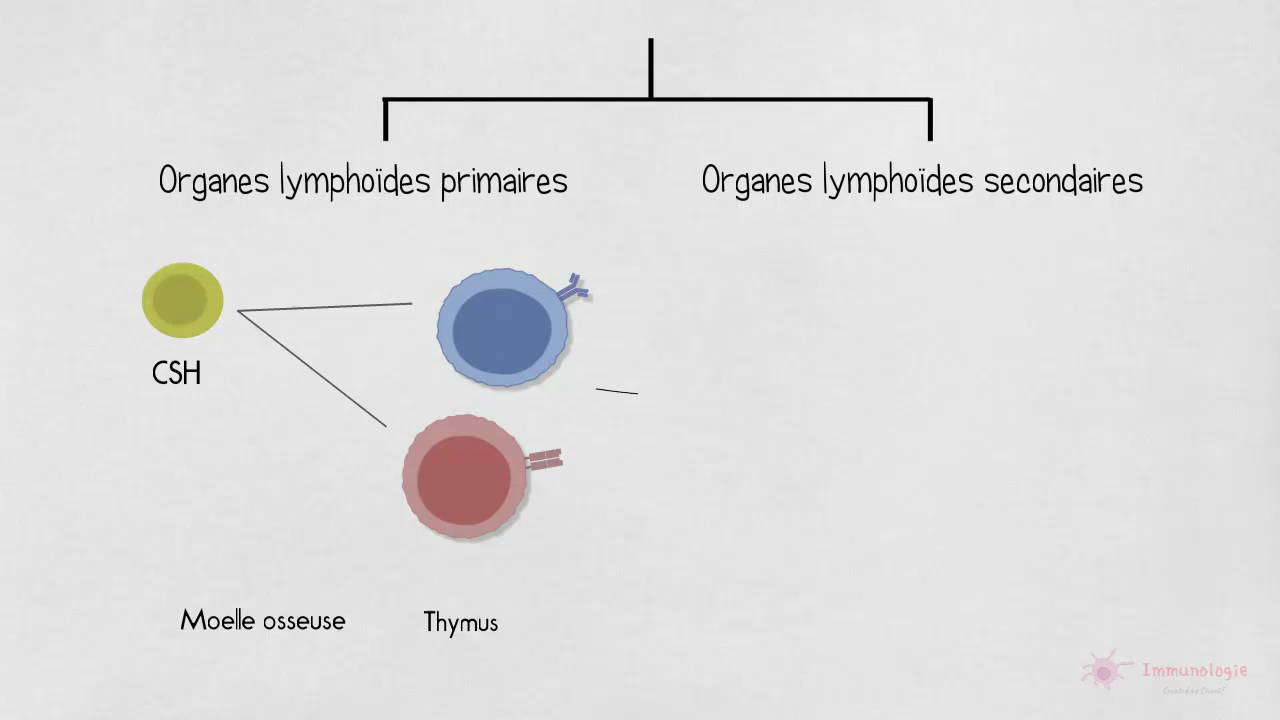 Organes lymphoïdes primaires
Organes lymphoïdes secondaires
CSH
Moelle osseuse
Thymus
Immunologie